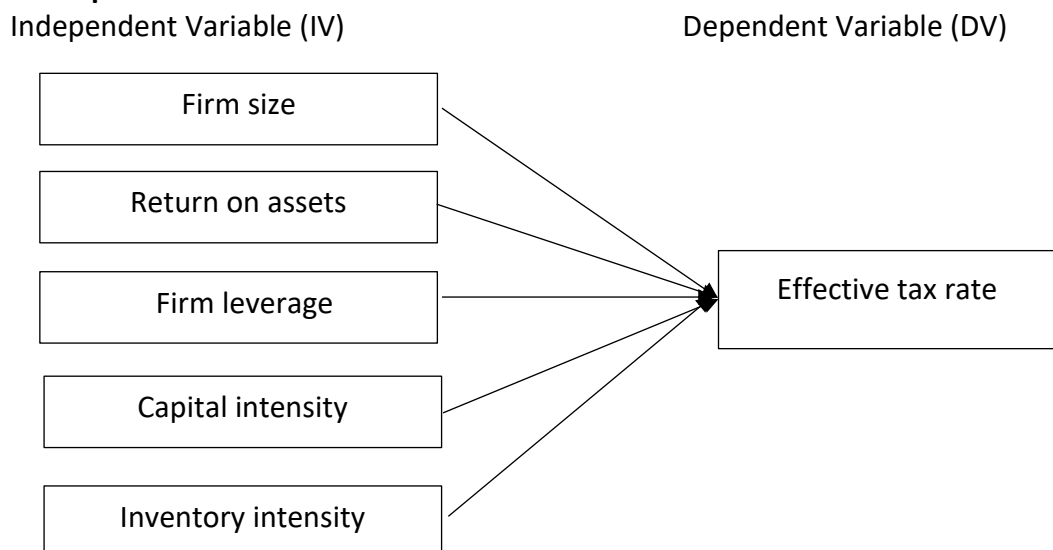 Independent Variable (IV)
Dependent Variable (DV)
Firm size
Return on assets
Firm leverage
Effective tax rate
Capital intensity
Inventory intensity